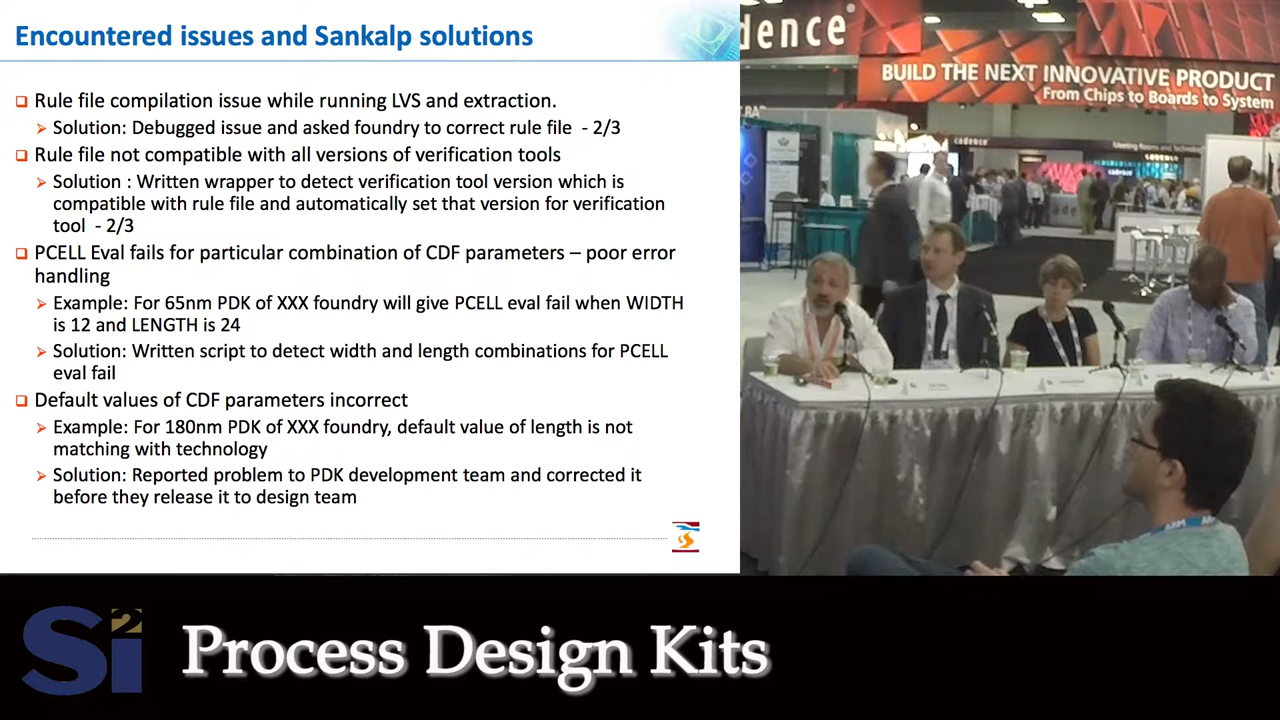 Encountered issues and Sankalp solutions
Rule file compilation issue while running LVS and extraction.
Solution: Debugged issue and asked foundry to correct rule file - 2/3
Rule file not compatible with all versions of verification tools
Solution : Written wrapper to detect verification tool version which is
compatible with rule file and automatically set that version for verification
tool - 2/3
PCELL Eval fails for particular combination of CDF parameters – poor error
handling
Example: For 65nm PDK of XXX foundry will give PCELL eval fail when WIDTH
is 12 and LENGTH is 24
Solution: Written script to detect width and length combinations for PCELL
eval fail
Default values of CDF parameters incorrect
Example: For 180nm PDK of XXX foundry, default value of length is not
matching with technology
Solution: Reported problem to PDK development team and corrected it
before they release it to design team
dence®
BUILD THE NEXT INNOVATIVE PRODUCT
From Chips to Boards to System
cadence
ARM
Si2
Process Design Kits